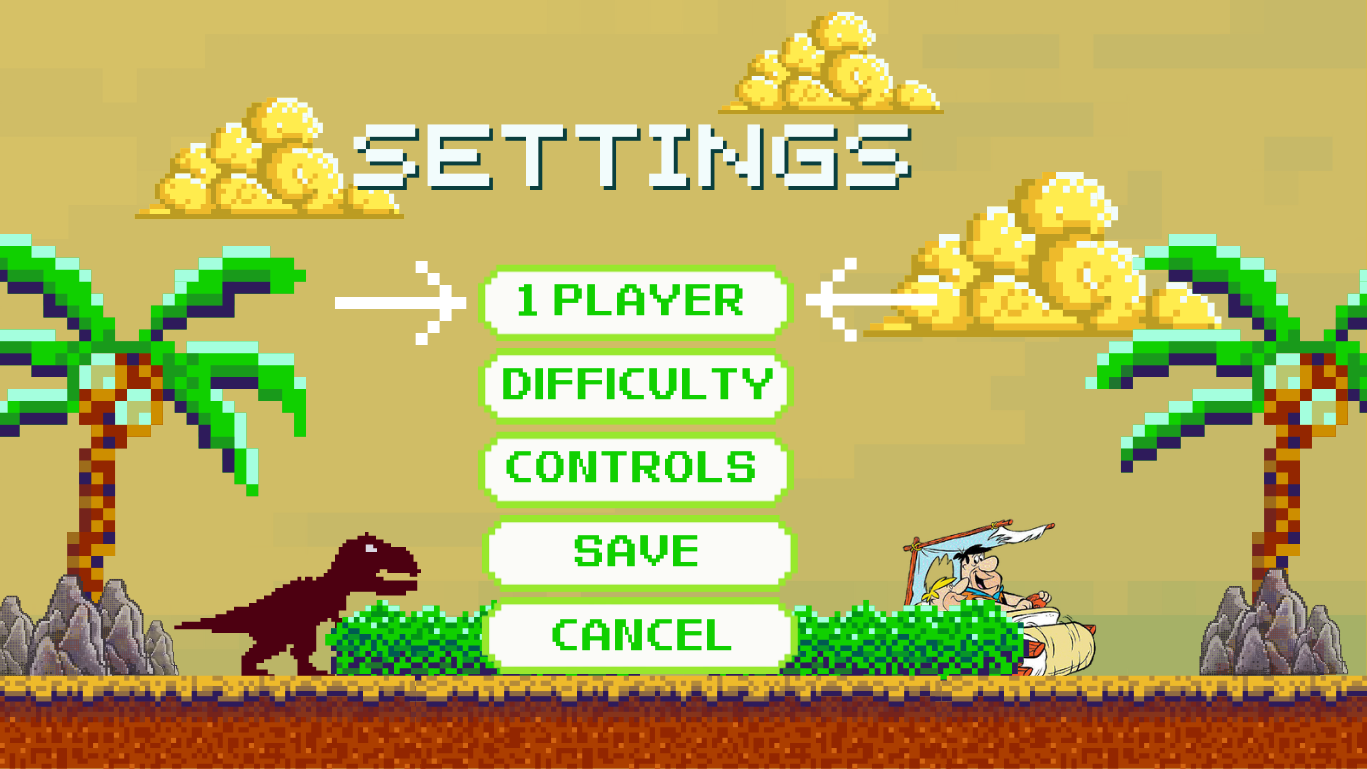 SETTINGS
1 PLAYER
DIFFICULTY
CONTROLS
SAVE
CANCEL